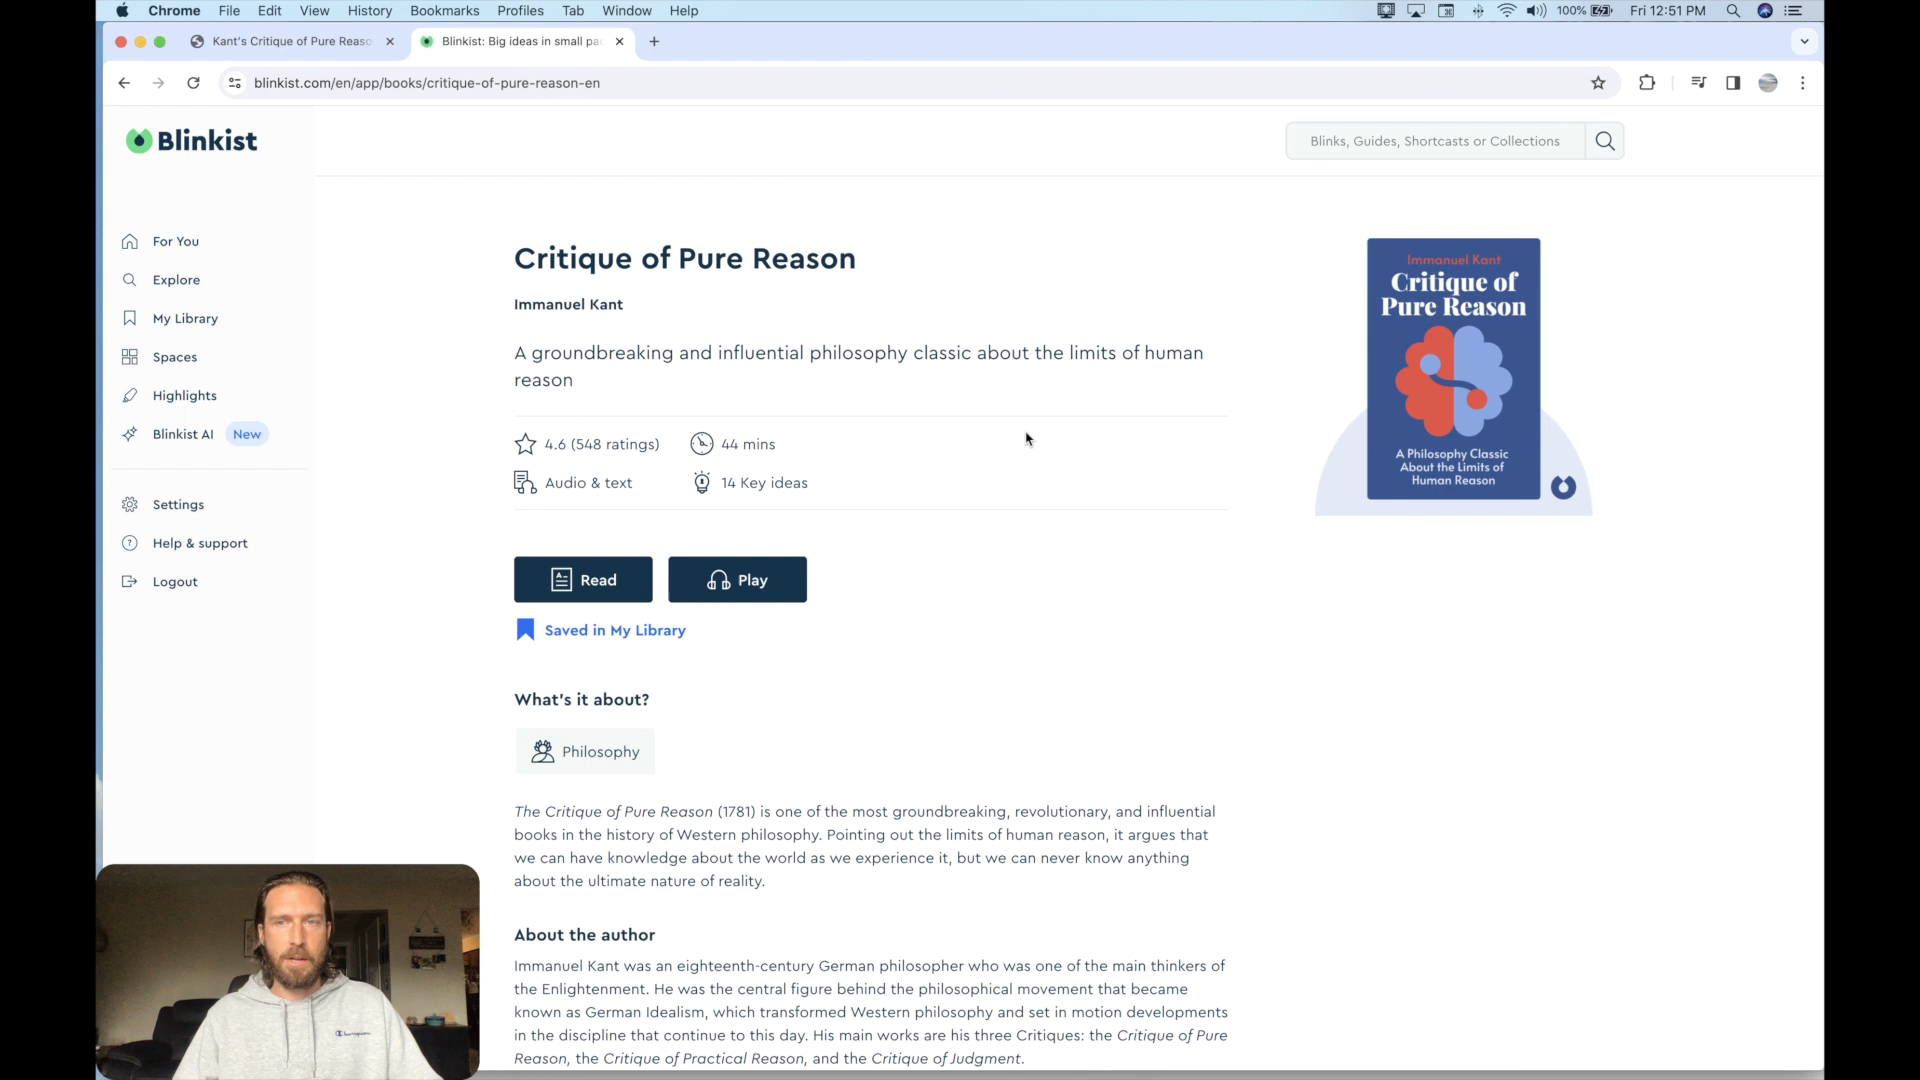 Chrome File Edit View History Bookmarks Profiles Tab Window Help 100% Fri 12:51 PM
Kant's Critique of Pure Reaso
Blinkist: Big ideas in small pa
blinkist.com/en/app/books/critique-of-pure-reason-en
Blinkist
Blinks, Guides, Shortcasts or Collections
For You
Explore
My Library
Spaces
Highlights
Blinkist AI New
Settings
Help & support
Logout
Critique of Pure Reason
Immanuel Kant
A groundbreaking and influential philosophy classic about the limits of human
reason
4.6 (548 ratings) 44 mins
Audio & text 14 Key ideas
Read Play
Saved in My Library
What's it about?
Philosophy
The Critique of Pure Reason (1781) is one of the most groundbreaking, revolutionary, and influential
books in the history of Western philosophy. Pointing out the limits of human reason, it argues that
we can have knowledge about the world as we experience it, but we can never know anything
about the ultimate nature of reality.
About the author
Immanuel Kant was an eighteenth-century German philosopher who was one of the main thinkers of
the Enlightenment. He was the central figure behind the philosophical movement that became
known as German Idealism, which transformed Western philosophy and set in motion developments
in the discipline that continue to this day. His main works are his three Critiques: the Critique of Pure
Reason, the Critique of Practical Reason, and the Critique of Judgment.
Immanuel Kant
Critique of
Pure Reason
A Philosophy Classic
About the Limits of
Human Reason
Champion